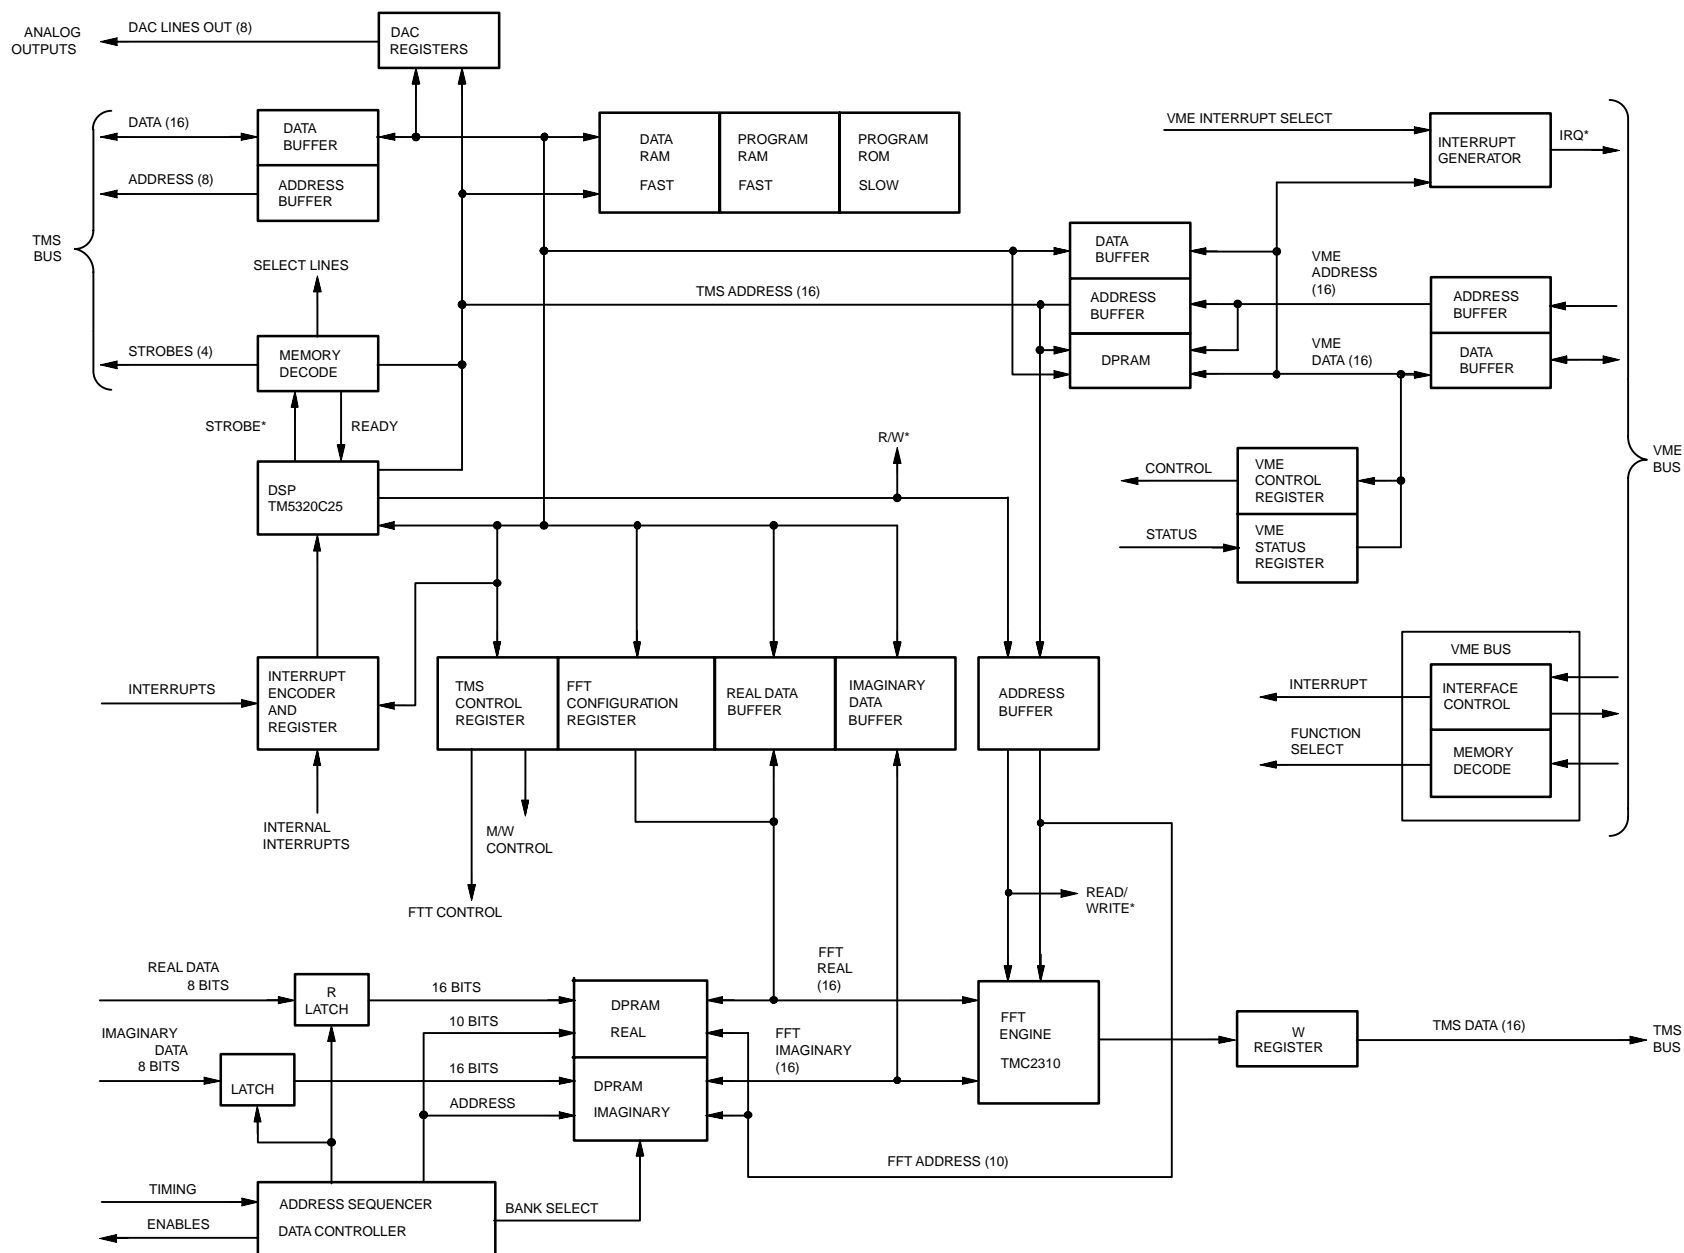 ANALOG
OUTPUTS
DAC LINES OUT (8)
DAC
REGISTERS
DATA (16)
DATA
BUFFER
ADDRESS (8)
ADDRESS
BUFFER
TMS
BUS
DATA
RAM
FAST
PROGRAM
RAM
FAST
PROGRAM
ROM
SLOW
VME INTERRUPT SELECT
INTERRUPT
GENERATOR
IRQ*
SELECT LINES
TMS ADDRESS (16)
DATA
BUFFER
ADDRESS
BUFFER
DPRAM
VME
ADDRESS
(16)
VME
DATA (16)
ADDRESS
BUFFER
DATA
BUFFER
STROBES (4)
MEMORY
DECODE
STROBE*
READY
DSP
TM5320C25
R/W*
CONTROL
VME
CONTROL
REGISTER
STATUS
VME
STATUS
REGISTER
VME
BUS
INTERRUPTS
INTERRUPT
ENCODER
AND
REGISTER
INTERNAL
INTERRUPTS
TMS
CONTROL
REGISTER
FFT
CONFIGURATION
REGISTER
REAL DATA
BUFFER
IMAGINARY
DATA
BUFFER
ADDRESS
BUFFER
VME BUS
INTERRUPT
INTERFACE
CONTROL
FUNCTION
SELECT
MEMORY
DECODE
M/W
CONTROL
FTT CONTROL
READ/
WRITE*
REAL DATA
8 BITS
R
LATCH
16 BITS
10 BITS
DPRAM
REAL
FFT
REAL
(16)
IMAGINARY
DATA
8 BITS
LATCH
16 BITS
ADDRESS
DPRAM
IMAGINARY
FFT
IMAGINARY
(16)
FFT
ENGINE
TMC2310
W
REGISTER
TMS DATA (16)
TMS
BUS
FFT ADDRESS (10)
TIMING
ENABLES
ADDRESS SEQUENCER
DATA CONTROLLER
BANK SELECT